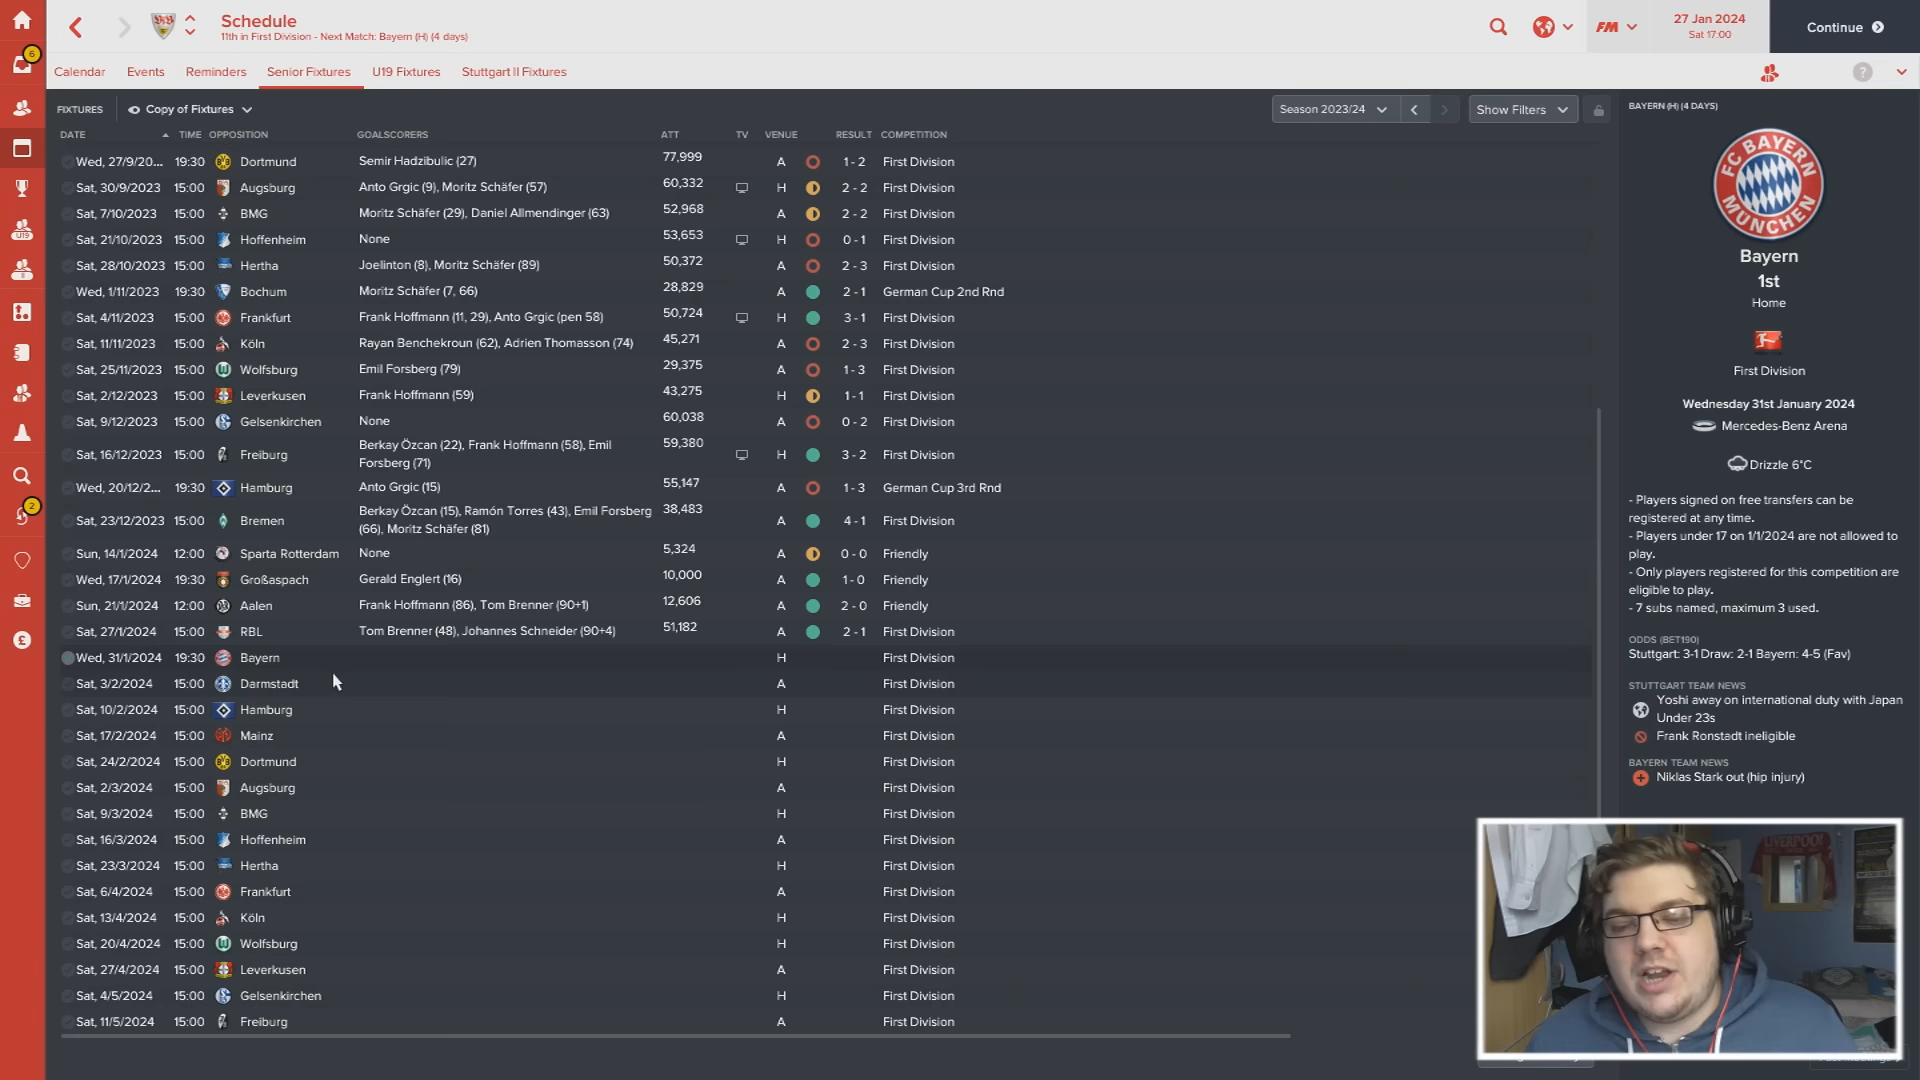 6
Schedule
11th in First Division - Next Match: Bayern (H) (4 days)
FM
27 Jan 2024
Sat 17:00
Continue
Calendar Events Reminders Senior Fixtures U19 Fixtures Stuttgart II Fixtures
?
FIXTURES Copy of Fixtures Season 2023/24 Show Filters
DATE TIME OPPOSITION GOALSCORERS ATT TV VENUE RESULT COMPETITION
Wed, 27/9/20... 19:30 Dortmund Semir Hadzibulic (27) 77,999 A 1 - 2 First Division
Sat, 30/9/2023 15:00 Augsburg Anto Grgic (9), Moritz Schäfer (57) 60,332 H 2 - 2 First Division
Sat, 7/10/2023 15:00 BMG Moritz Schäfer (29), Daniel Allmendinger (63) 52,968 A 2 - 2 First Division
Sat, 21/10/2023 15:00 Hoffenheim None 53,653 H 0 - 1 First Division
Sat, 28/10/2023 15:00 Hertha Joelinton (8), Moritz Schäfer (89) 50,372 A 2 - 3 First Division
Wed, 1/11/2023 19:30 Bochum Moritz Schäfer (7, 66) 28,829 A 2 - 1 German Cup 2nd Rnd
Sat, 4/11/2023 15:00 Frankfurt Frank Hoffmann (11, 29), Anto Grgic (pen 58) 50,724 H 3 - 1 First Division
Sat, 11/11/2023 15:00 Köln Rayan Benchekroun (62), Adrien Thomasson (74) 45,271 A 2 - 3 First Division
Sat, 25/11/2023 15:00 Wolfsburg Emil Forsberg (79) 29,375 A 1 - 3 First Division
Sat, 2/12/2023 15:00 Leverkusen Frank Hoffmann (59) 43,275 H 1 - 1 First Division
Sat, 9/12/2023 15:00 Gelsenkirchen None 60,038 A 0 - 2 First Division
Sat, 16/12/2023 15:00 Freiburg Berkay Özcan (22), Frank Hoffmann (58), Emil 59,380 H 3 - 2 First Division
Forsberg (71)
Wed, 20/12/2... 19:30 Hamburg Anto Grgic (15) 55,147 A 1 - 3 German Cup 3rd Rnd
Sat, 23/12/2023 15:00 Bremen Berkay Özcan (15), Ramón Torres (43), Emil Forsberg 38,483 A 4 - 1 First Division
(66), Moritz Schäfer (81)
Sun, 14/1/2024 12:00 Sparta Rotterdam None 5,324 A 0 - 0 Friendly
Wed, 17/1/2024 19:30 Großaspach Gerald Englert (16) 10,000 A 1 - 0 Friendly
Sun, 21/1/2024 12:00 Aalen Frank Hoffmann (86), Tom Brenner (90+1) 12,606 A 2 - 0 Friendly
Sat, 27/1/2024 15:00 RBL Tom Brenner (48), Johannes Schneider (90+4) 51,182 A 2 - 1 First Division
Wed, 31/1/2024 19:30 Bayern H First Division
Sat, 3/2/2024 15:00 Darmstadt A First Division
Sat, 10/2/2024 15:00 Hamburg H First Division
Sat, 17/2/2024 15:00 Mainz A First Division
Sat, 24/2/2024 15:00 Dortmund H First Division
Sat, 2/3/2024 15:00 Augsburg A First Division
Sat, 9/3/2024 15:00 BMG H First Division
Sat, 16/3/2024 15:00 Hoffenheim A First Division
Sat, 23/3/2024 15:00 Hertha H First Division
Sat, 6/4/2024 15:00 Frankfurt A First Division
Sat, 13/4/2024 15:00 Köln H First Division
Sat, 20/4/2024 15:00 Wolfsburg H First Division
Sat, 27/4/2024 15:00 Leverkusen A First Division
Sat, 4/5/2024 15:00 Gelsenkirchen H First Division
Sat, 11/5/2024 15:00 Freiburg A First Division
U19
II
2
£
BAYERN (H) (4 DAYS)
FC BAYERN
MÜNCHEN
Bayern
1st
Home
First Division
Wednesday 31st January 2024
Mercedes-Benz Arena
Drizzle 6°C
- Players signed on free transfers can be
registered at any time.
- Players under 17 on 1/1/2024 are not allowed to
play.
- Only players registered for this competition are
eligible to play.
- 7 subs named, maximum 3 used.
ODDS (BET190)
Stuttgart: 3-1 Draw: 2-1 Bayern: 4-5 (Fav)
STUTTGART TEAM NEWS
Yoshi away on international duty with Japan
Under 23s
Frank Ronstadt ineligible
BAYERN TEAM NEWS
Niklas Stark out (hip injury)
LIVERPOOL